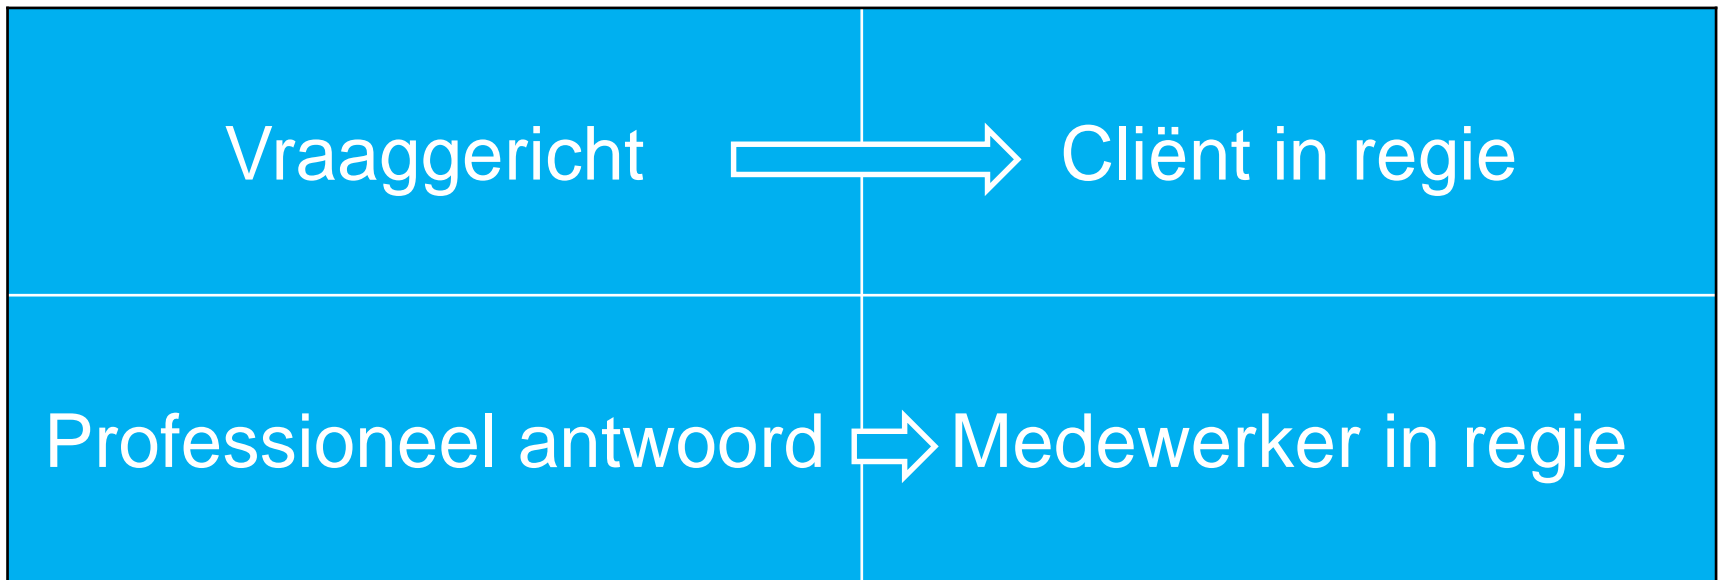 Vraaggericht Cliënt in regie
Professioneel antwoord Medewerker in regie